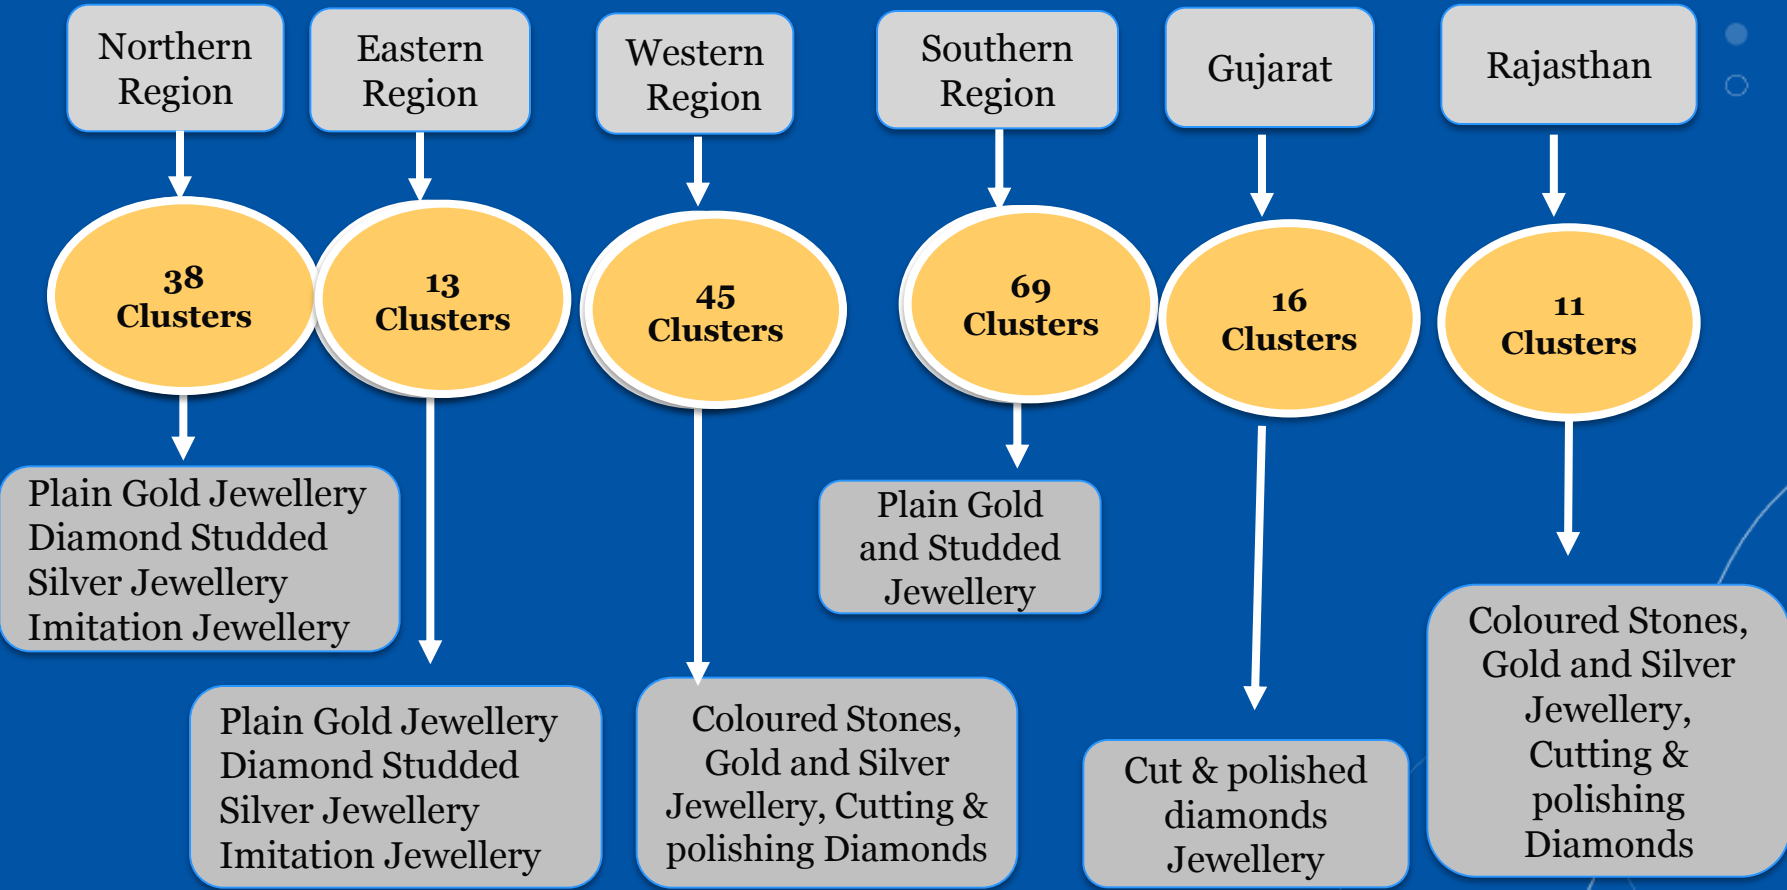 Northern
Region
Eastern
Region
Western
Region
Southern
Region
Gujarat
Rajasthan
38
Clusters
13
Clusters
45
Clusters
69
Clusters
16
Clusters
11
Clusters
Plain Gold Jewellery
Diamond Studded
Silver Jewellery
Imitation Jewellery
Plain Gold Jewellery
Diamond Studded
Silver Jewellery
Imitation Jewellery
Coloured Stones,
Gold and Silver
Jewellery, Cutting &
polishing Diamonds
Plain Gold
and Studded
Jewellery
Cut & polished
diamonds
Jewellery
Coloured Stones,
Gold and Silver
Jewellery,
Cutting &
polishing
Diamonds